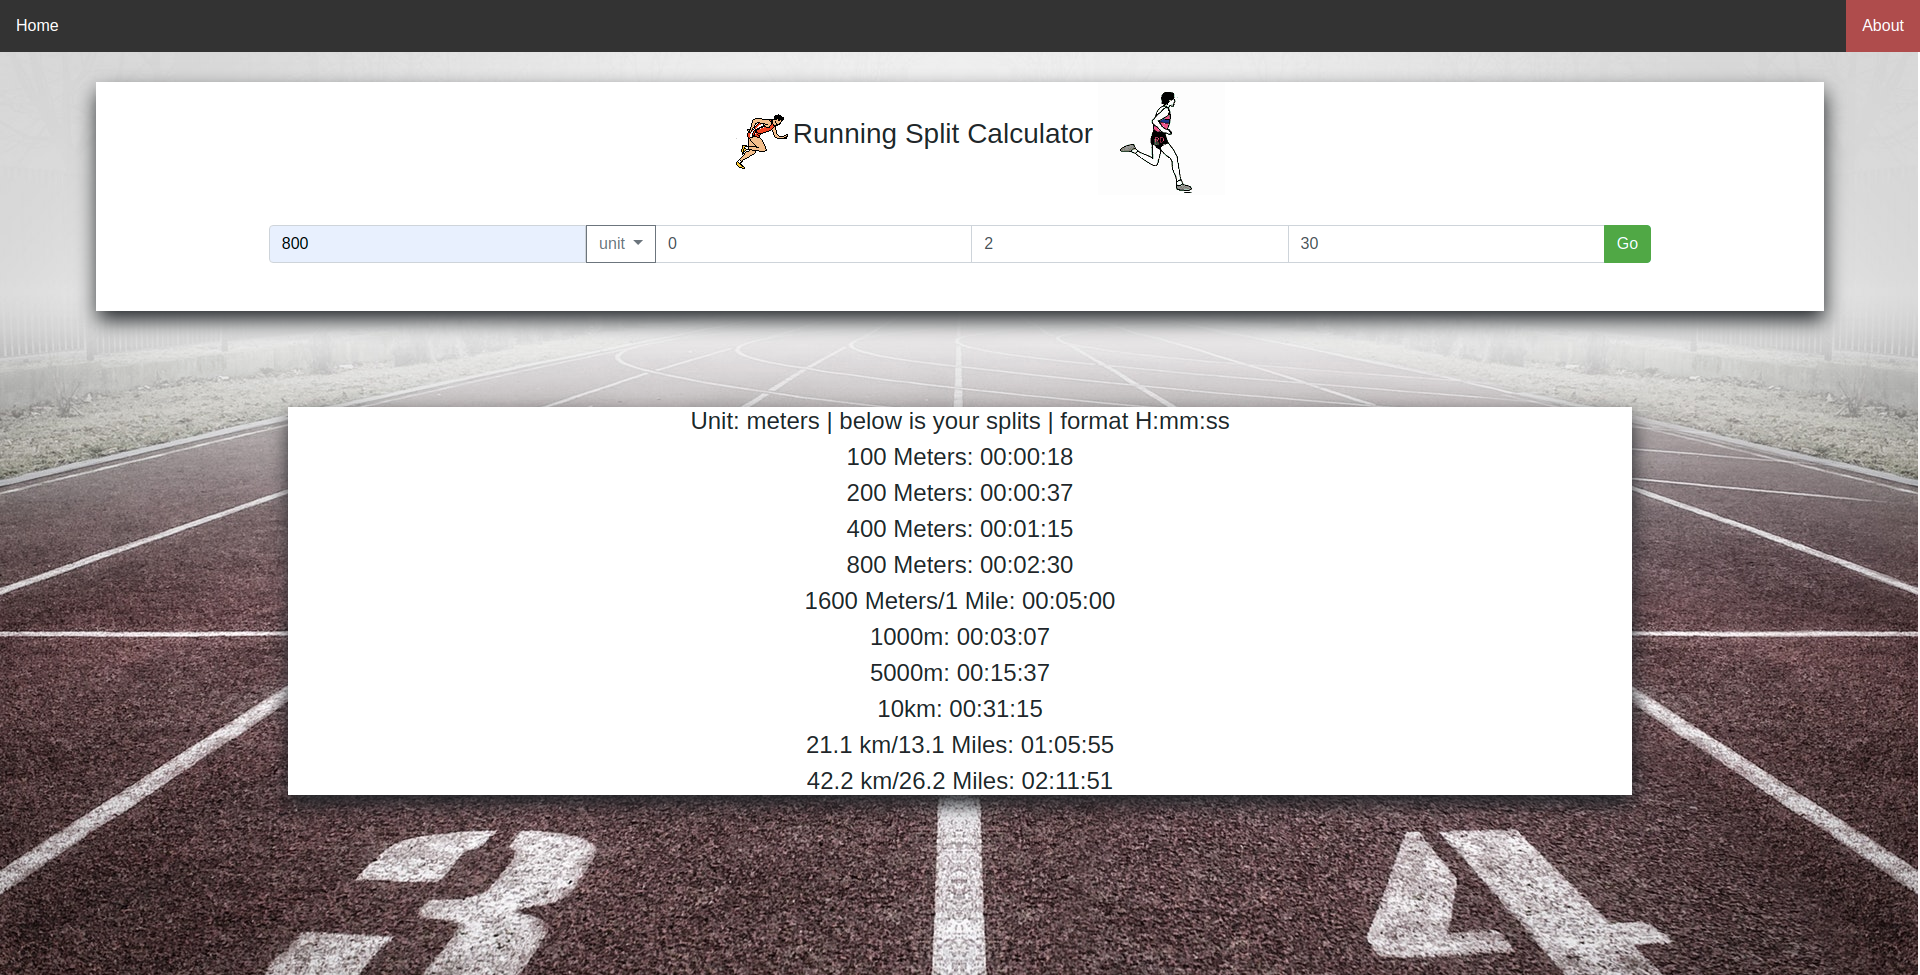 Home About
Running Split Calculator
800 unit 0 2 30 Go
Unit: meters | below is your splits | format H:mm:ss
100 Meters: 00:00:18
200 Meters: 00:00:37
400 Meters: 00:01:15
800 Meters: 00:02:30
1600 Meters/1 Mile: 00:05:00
1000m: 00:03:07
5000m: 00:15:37
10km: 00:31:15
21.1 km/13.1 Miles: 01:05:55
42.2 km/26.2 Miles: 02:11:51
3 4